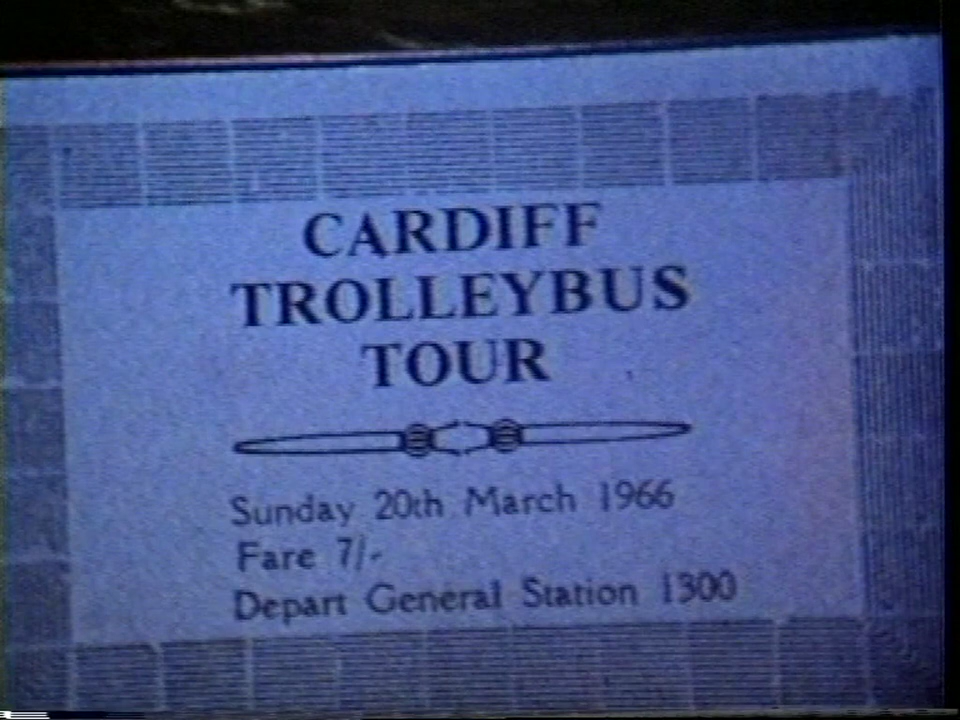 CARDIFF
TROLLEYBUS
TOUR
Sunday 20th March 1966
Fare 7/-
Depart General Station 1300